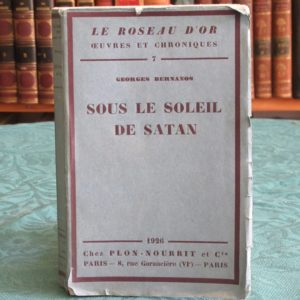 LE ROSEAU D'OR
ŒUVRES ET CHRONIQUES
7
GEORGES BERNANOS
SOUS LE SOLEIL
DE SATAN
1926
Chez PLON-NOURRIT et Cie
PARIS — 8, rue Garancière (VIe) — PARIS